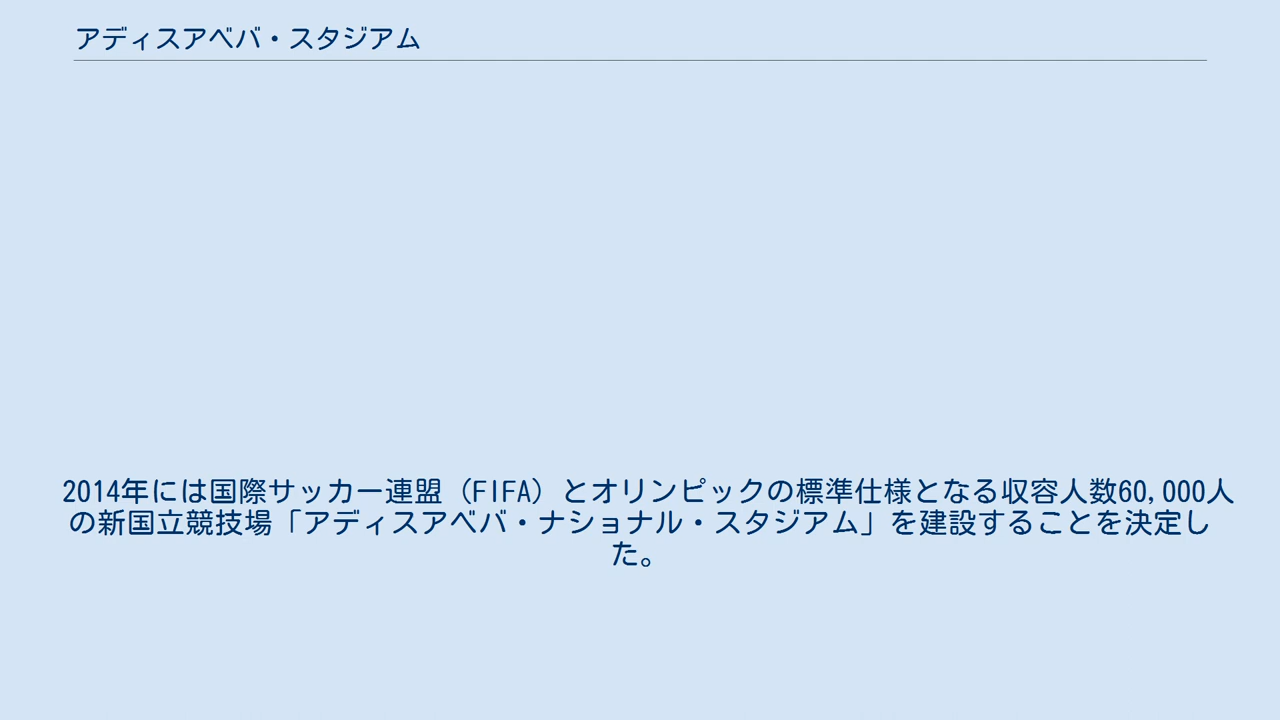 アディスアベバ・スタジアム
2014年には国際サッカー連盟（FIFA）とオリンピックの標準仕様となる収容人数60,000人
の新国立競技場「アディスアベバ・ナショナル・スタジアム」を建設することを決定し
た。